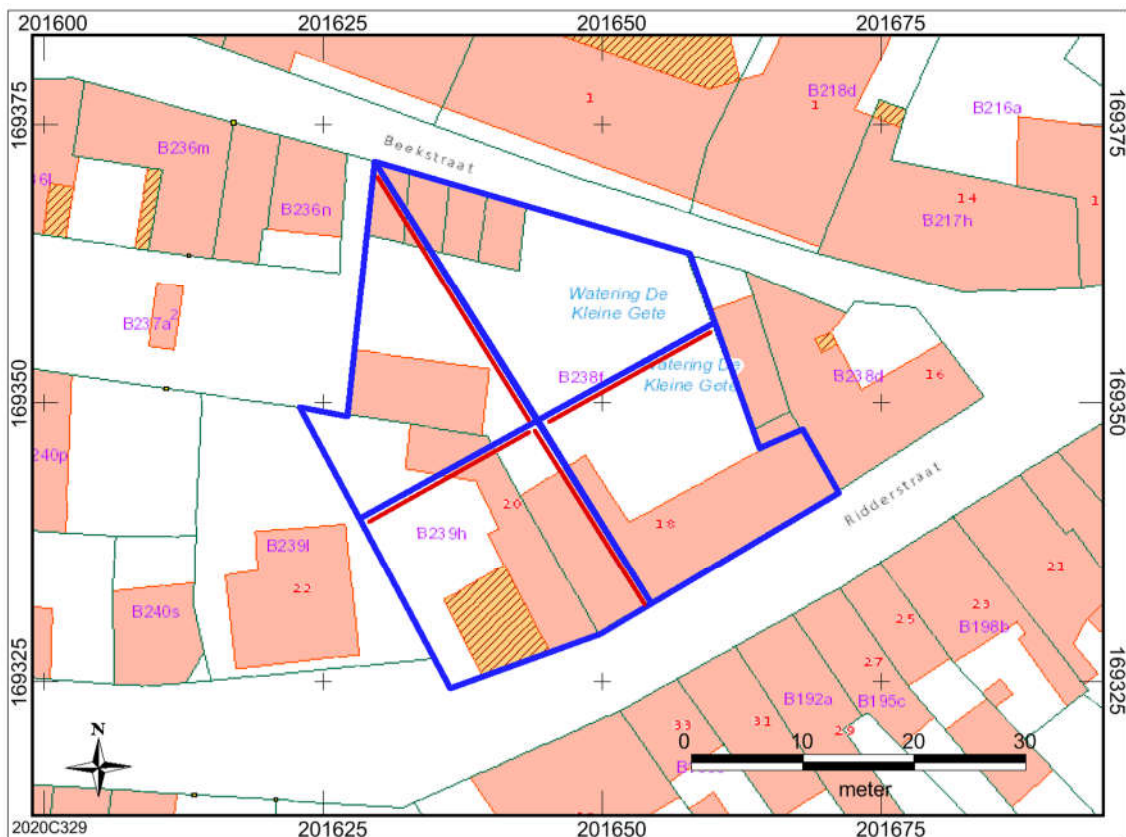 201600 201625 201650 201675
169375 169375
Beekstraat
1
B218d
1
B216a
B236m
B236n
14
1
B217h
Watering De
Kleine Gete
2
B237a
169350 169350
Watering De
Kleine Gete
B238f
B238d
16
240p
20
18
Ridderstraat
B239h
B239l
22
B240s
21
23
25
B198b
27
169325 169325
B192a
B195c
33
31
29
N
0 10 20 30
meter
2020C329
201625 201650 201675